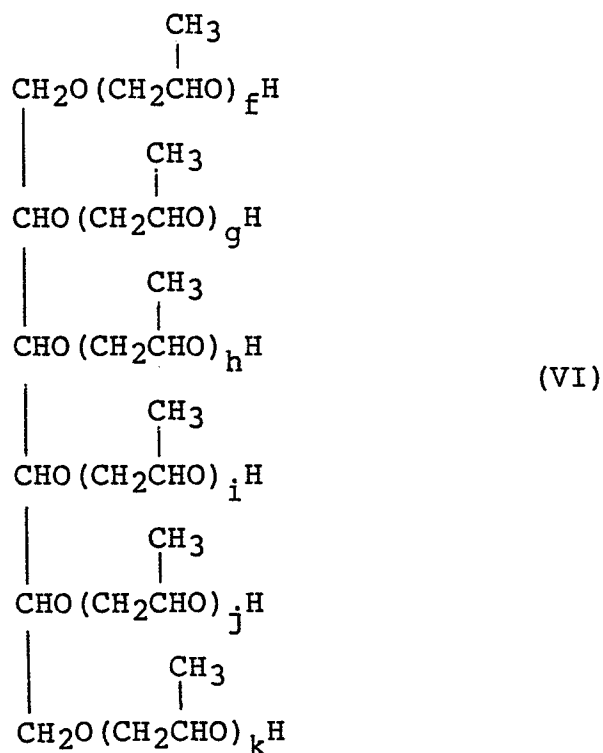 CH3
CH2O(CH2CHO)fH
CH3
CHO(CH2CHO)gH
CH3
CHO(CH2CHO)hH
(VI)
CH3
CHO(CH2CHO)iH
CH3
CHO(CH2CHO)jH
CH3
CH2O(CH2CHO)kH